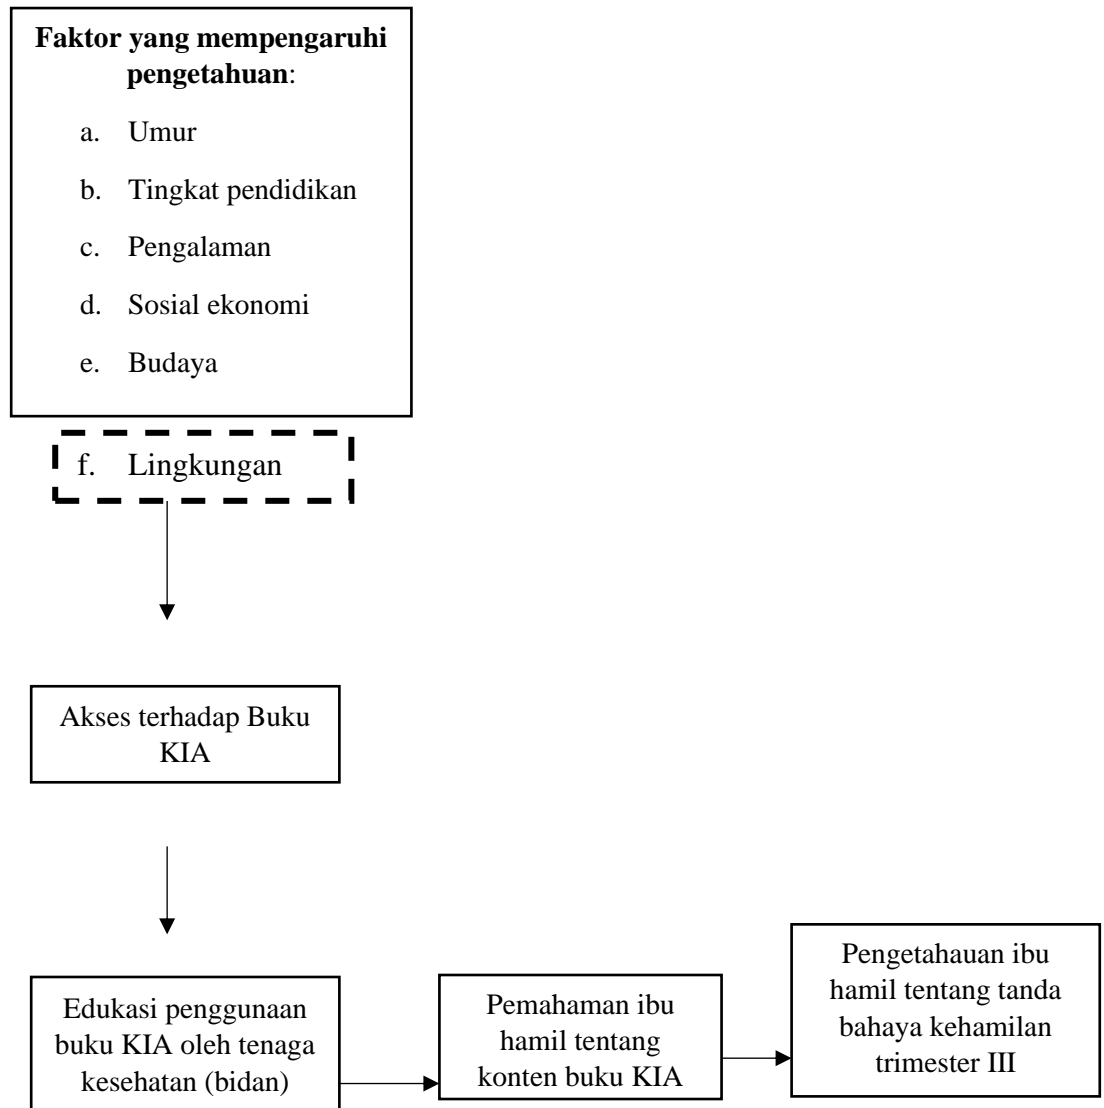 Faktor yang mempengaruhi
pengetahuan:
a. Umur
b. Tingkat pendidikan
c. Pengalaman
d. Sosial ekonomi
e. Budaya
f. Lingkungan
Akses terhadap Buku
KIA
Edukasi penggunaan
buku KIA oleh tenaga
kesehatan (bidan)
Pemahaman ibu
hamil tentang
konten buku KIA
Pengetahauan ibu
hamil tentang tanda
bahaya kehamilan
trimester III